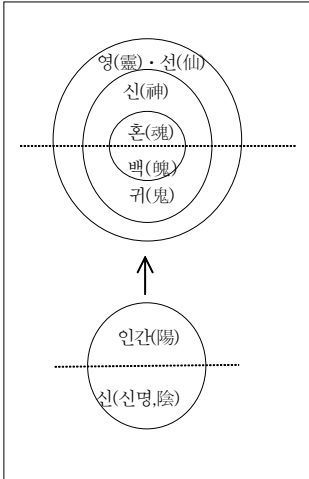 영(靈)·선(仙)
신(神)
혼(魂)
백(魄)
귀(鬼)
인간(陽)
신(신명,陰)